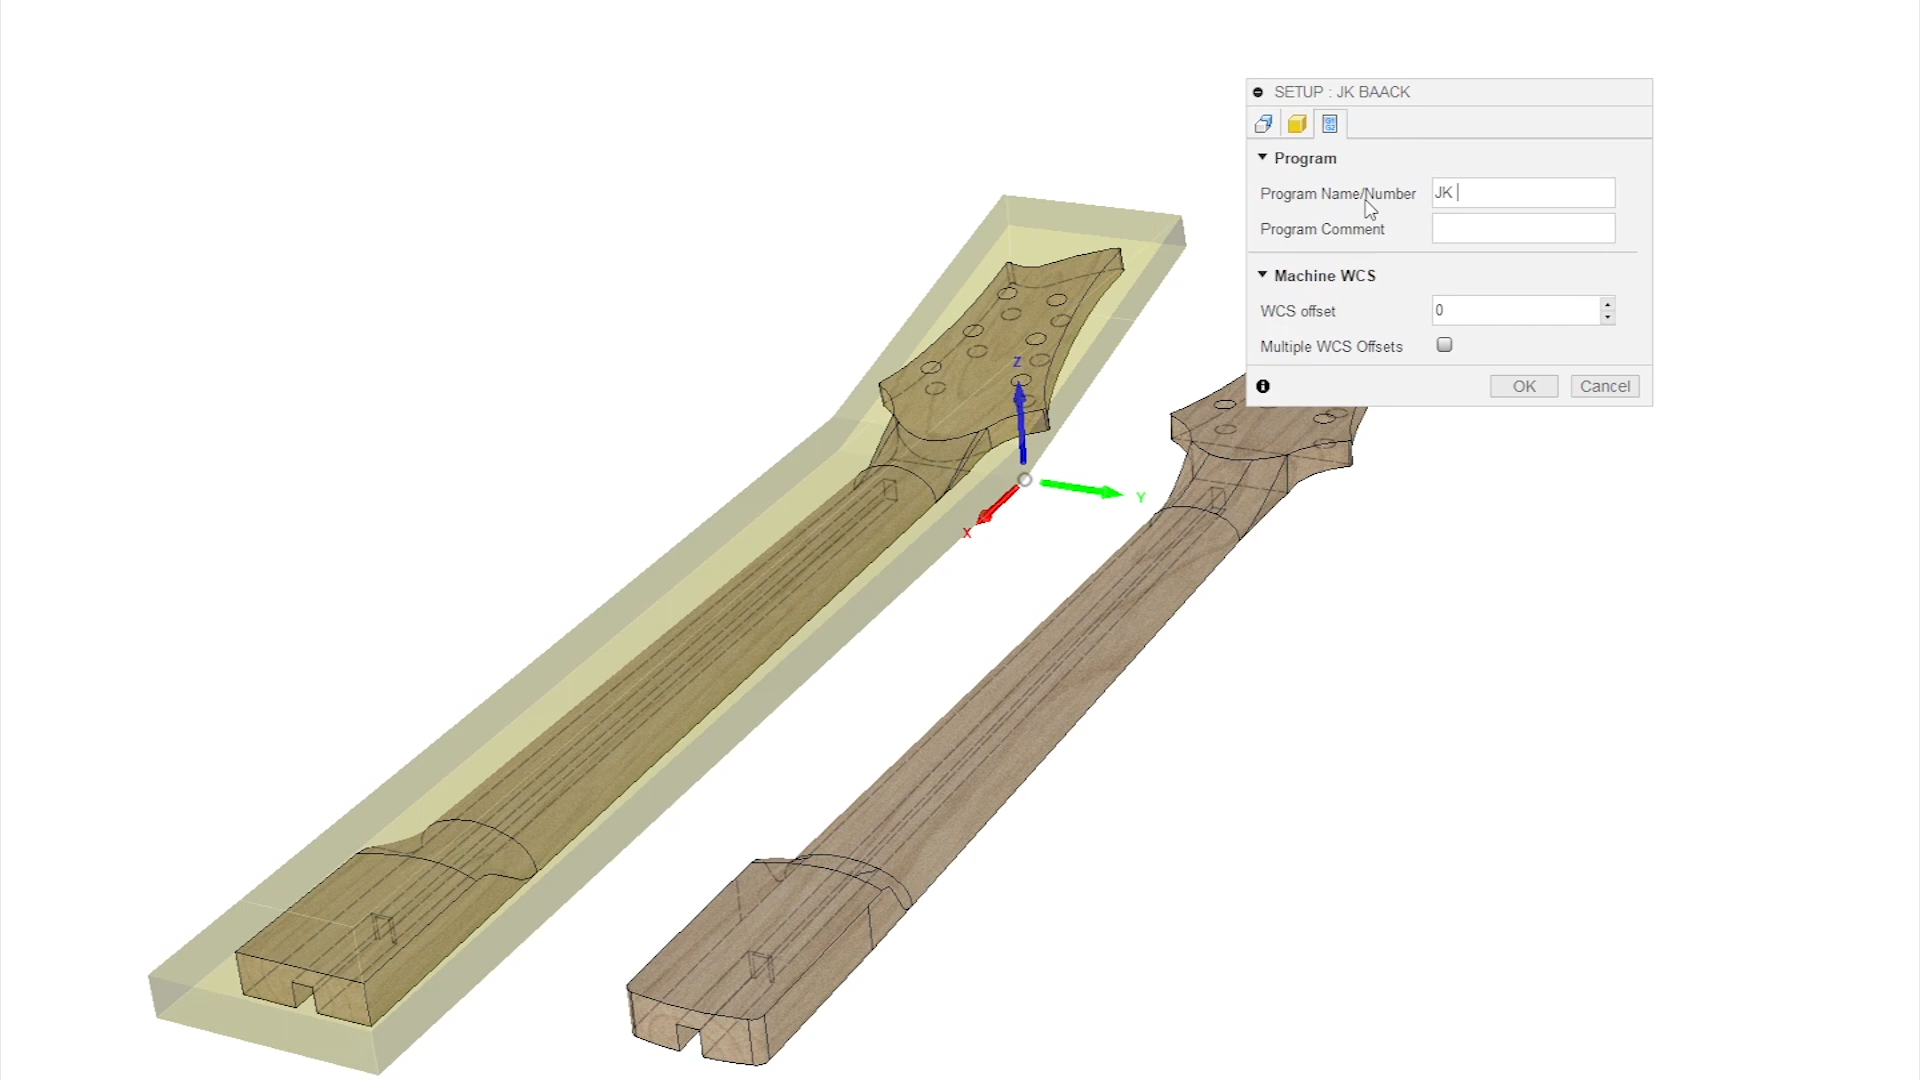 SETUP : JK BAACK
Program
Program Name/Number JK
Program Comment
Machine WCS
WCS offset 0
Multiple WCS Offsets
OK Cancel
Z
Y
X